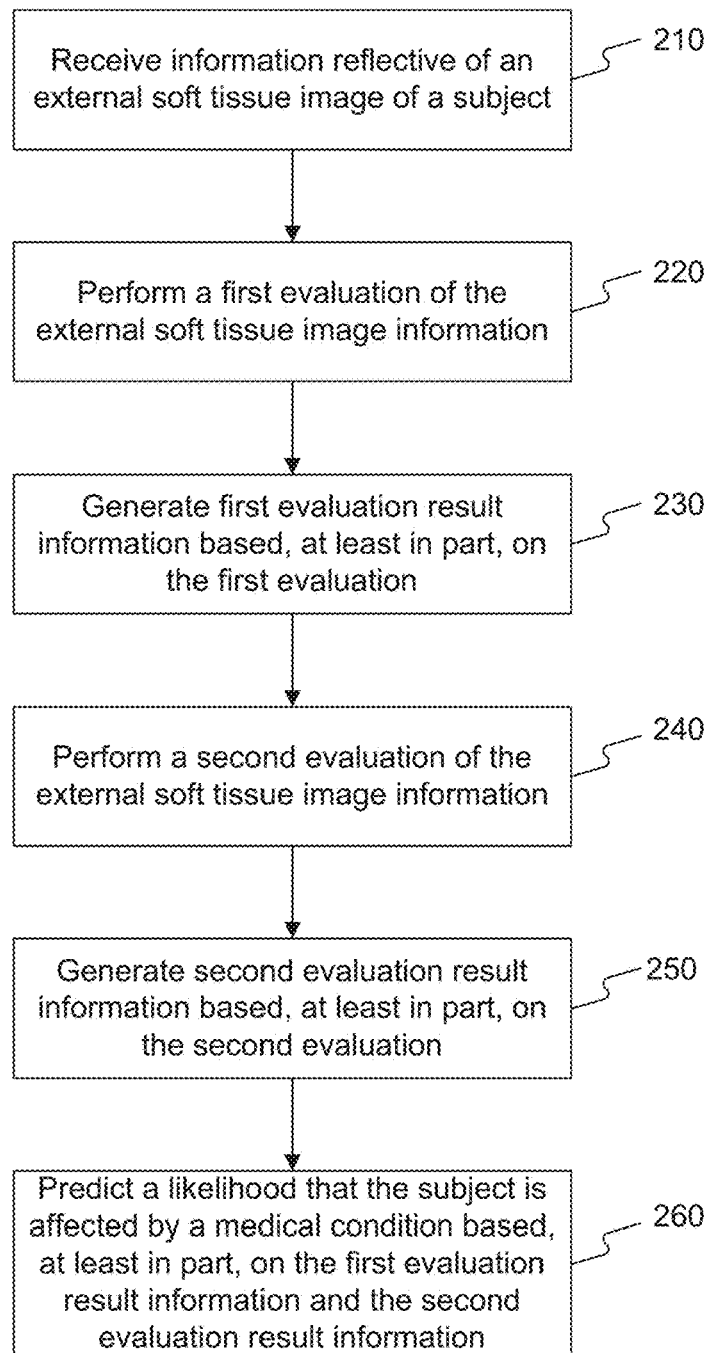 Receive information reflective of an
external soft tissue image of a subject
210
Perform a first evaluation of the
external soft tissue image information
220
Generate first evaluation result
information based, at least in part, on
the first evaluation
230
Perform a second evaluation of the
external soft tissue image information
240
Generate second evaluation result
information based, at least in part, on
the second evaluation
250
Predict a likelihood that the subject is
affected by a medical condition based,
at least in part, on the first evaluation
result information and the second
evaluation result information
260